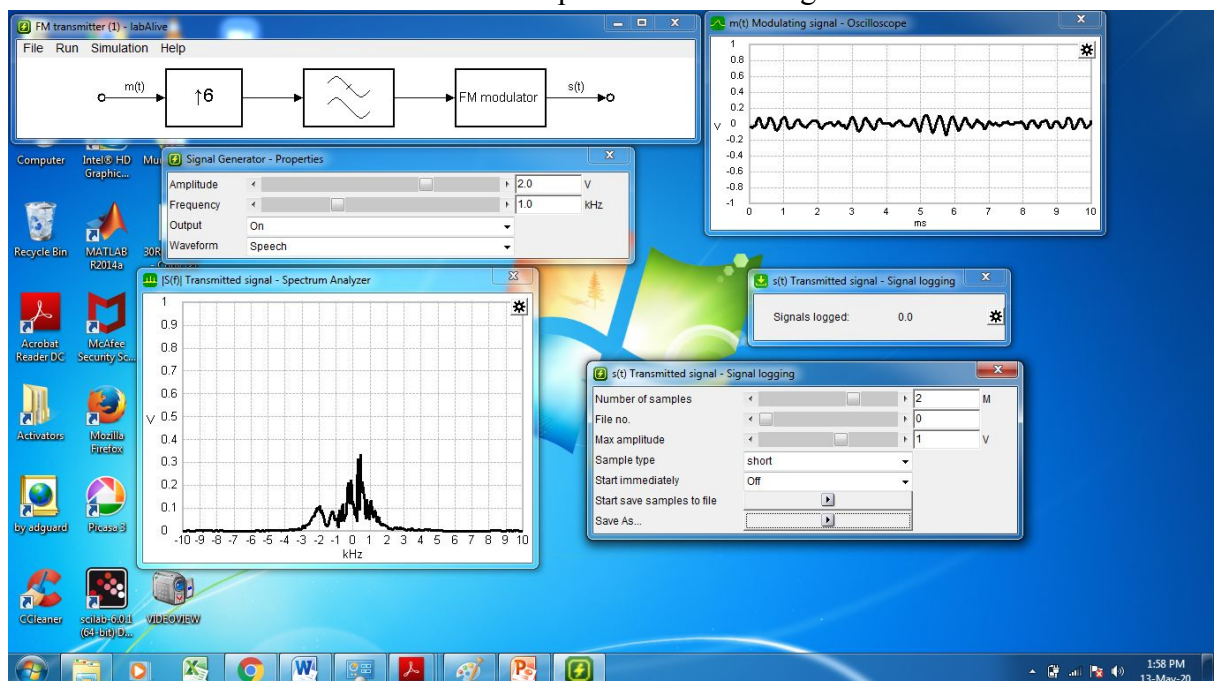 FM transmitter (1) - labAlive
File Run Simulation Help
m(t)
↑6
FM modulator
s(t)
m(t) Modulating signal - Oscilloscope
1
0.8
0.6
0.4
0.2
V 0
-0.2
-0.4
-0.6
-0.8
-1
0 1 2 3 4 5 6 7 8 9 10
ms
Computer
Intel® HD
Graphic...
Signal Generator - Properties
Amplitude 2.0 V
Frequency 1.0 kHz
Output On
Waveform Speech
Recycle Bin
MATLAB
R2014a
|S(f)| Transmitted signal - Spectrum Analyzer
1
0.9
0.8
0.7
0.6
V 0.5
0.4
0.3
0.2
0.1
0
-10 -9 -8 -7 -6 -5 -4 -3 -2 -1 0 1 2 3 4 5 6 7 8 9 10
kHz
s(t) Transmitted signal - Signal logging
Signals logged: 0.0
s(t) Transmitted signal - Signal logging
Number of samples 2 M
File no. 0
Max amplitude 1 V
Sample type short
Start immediately Off
Start save samples to file
Save As...
Acrobat
Reader DC
McAfee
Security Sc...
Activators
Mozilla
Firefox
by adguard
Picasa 3
CCleaner
scilab-6.0.1
(64-bit) D...
VIDEOVIEW
1:58 PM
13-May-20